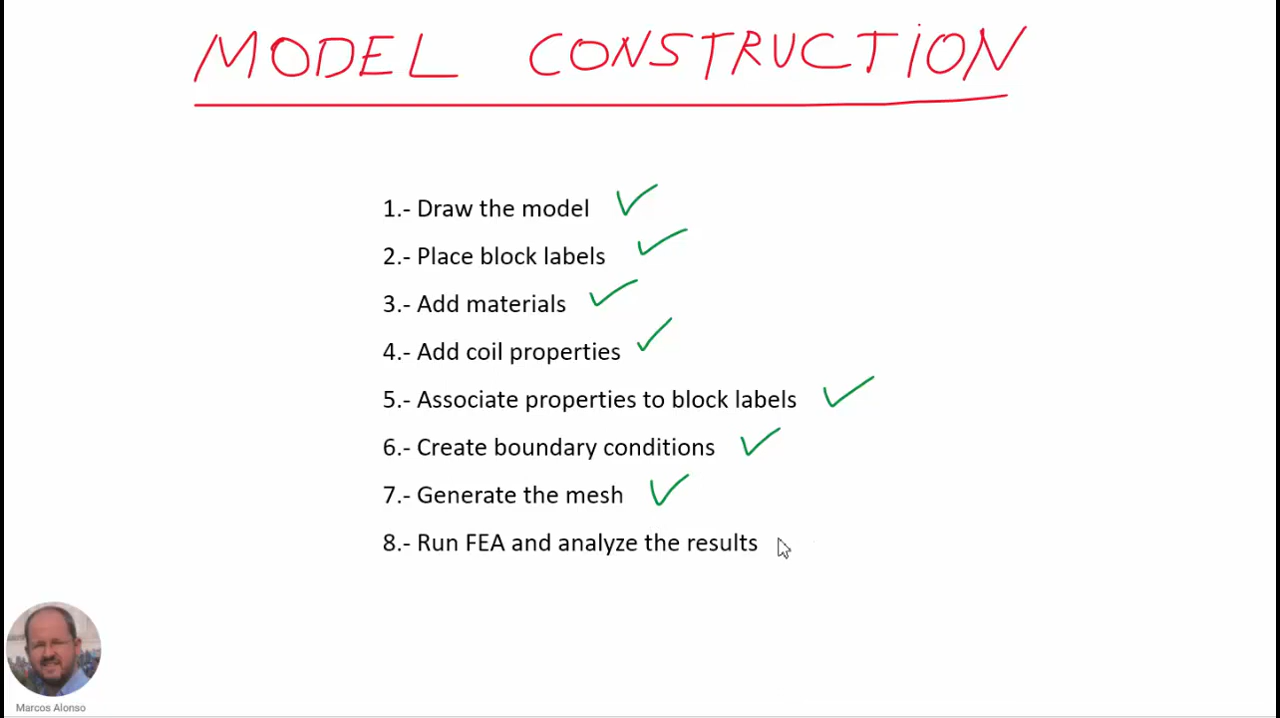 MODEL CONSTRUCTION
1.- Draw the model
2.- Place block labels
3.- Add materials
4.- Add coil properties
5.- Associate properties to block labels
6.- Create boundary conditions
7.- Generate the mesh
8.- Run FEA and analyze the results
Marcos Alonso